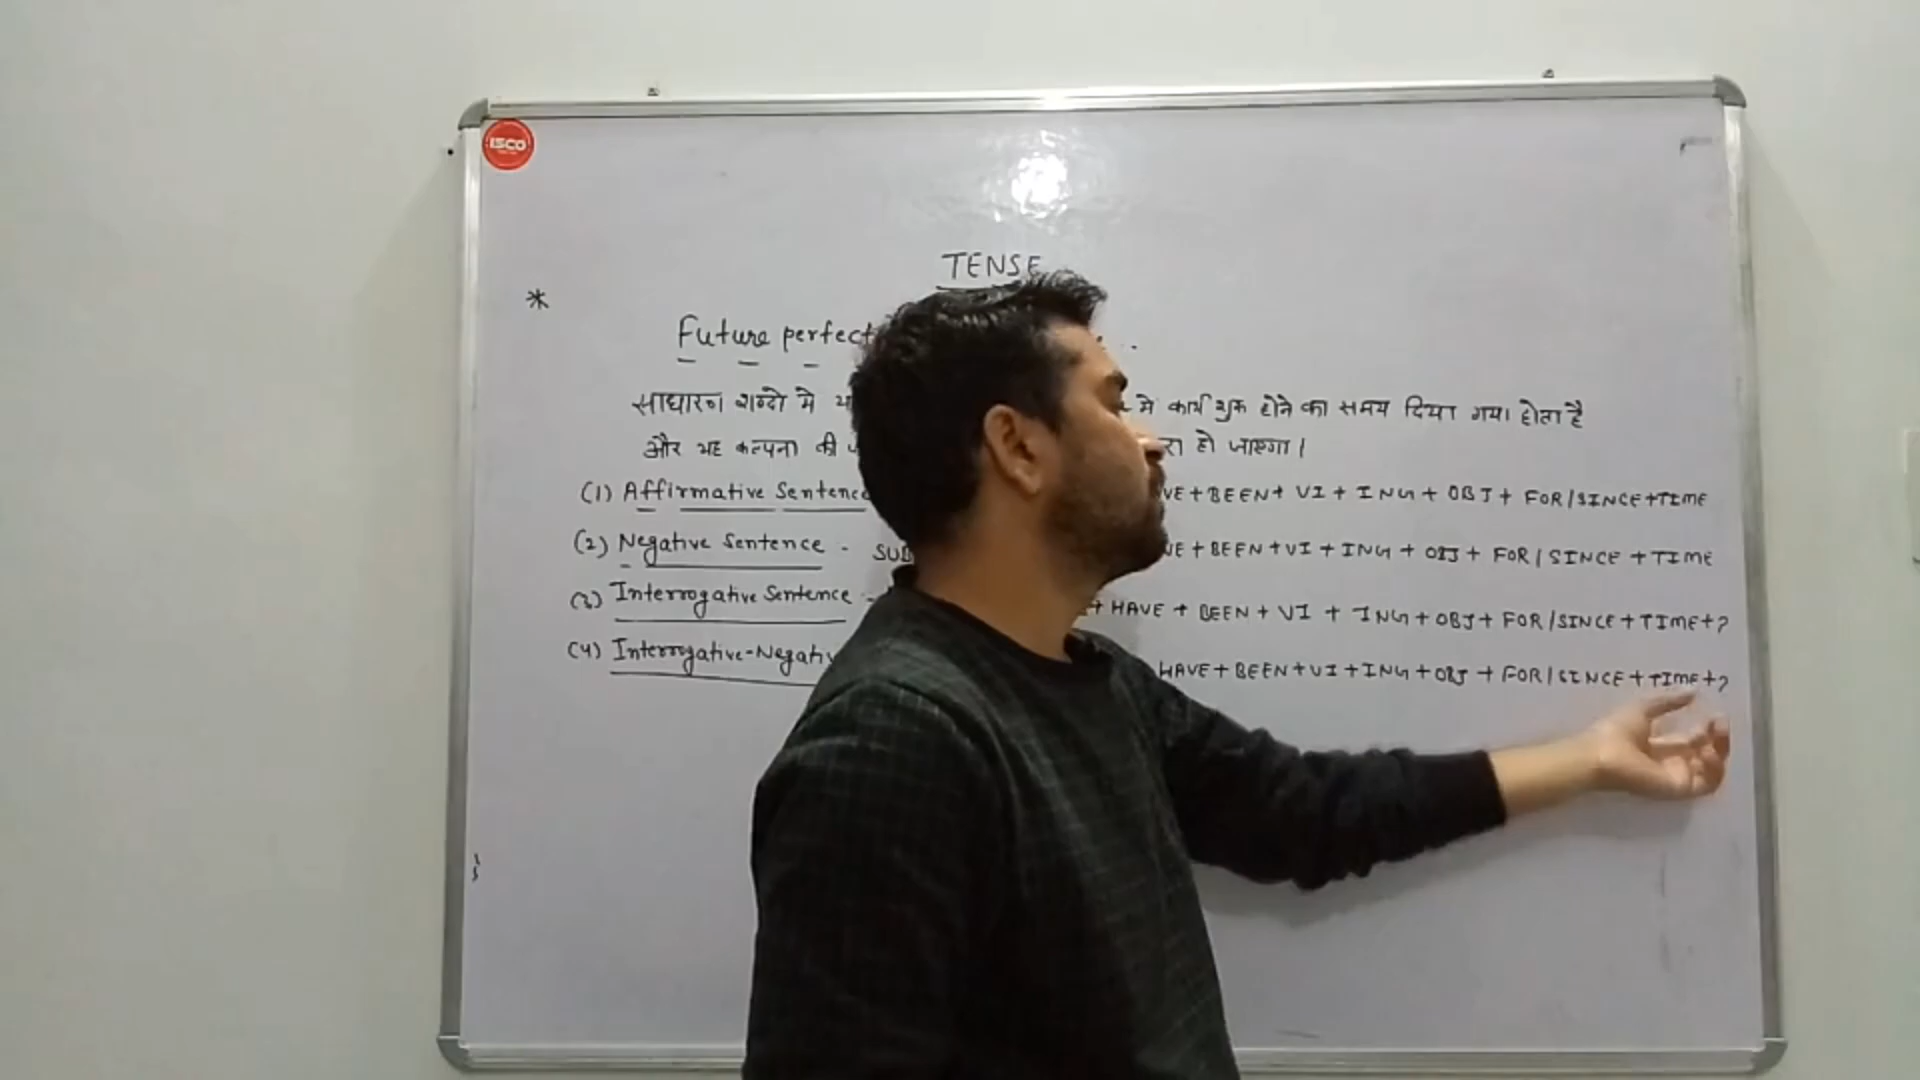 ISCO
TENSE
*
Future perfect
साधारण शब्दो मे मे कार्य शुरू होने का समय दिया गया होता है
और यह कल्पना की हो जाएगा।
(1) Affirmative Sentence VE+BEEN+ VI + ING + OBJ + FOR/SINCE+TIME
(2) Negative Sentence - SUB VE + BEEN +VI + ING + OBJ + FOR / SINCE + TIME
(3) Interrogative Sentence - + HAVE + BEEN + VI + ING + OBJ + FOR /SINCE + TIME+?
(4) Interrogative-Negativ HAVE+BEEN+VI+ING+OBJ + FOR/SINCE+TIME+?